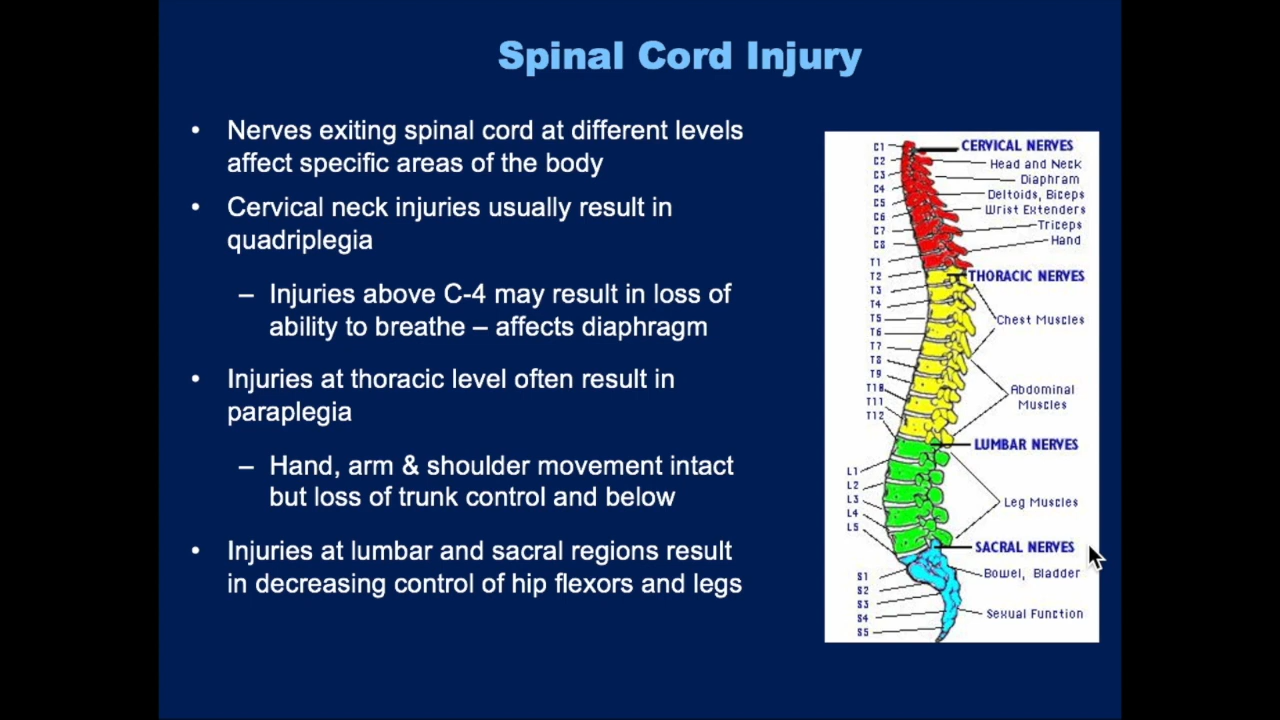 Spinal Cord Injury
• Nerves exiting spinal cord at different levels
affect specific areas of the body
• Cervical neck injuries usually result in
quadriplegia
– Injuries above C-4 may result in loss of
ability to breathe – affects diaphragm
• Injuries at thoracic level often result in
paraplegia
– Hand, arm & shoulder movement intact
but loss of trunk control and below
• Injuries at lumbar and sacral regions result
in decreasing control of hip flexors and legs
C1
C2
C3
C4
C5
C6
C7
C8
T1
T2
T3
T4
T5
T6
T7
T8
T9
T10
T11
T12
L1
L2
L3
L4
L5
S1
S2
S3
S4
S5
CERVICAL NERVES
Head and Neck
Diaphram
Deltoids, Biceps
Wrist Extenders
Triceps
Hand
THORACIC NERVES
Chest Muscles
Abdominal
Muscles
LUMBAR NERVES
Leg Muscles
SACRAL NERVES
Bowel, Bladder
Sexual Function